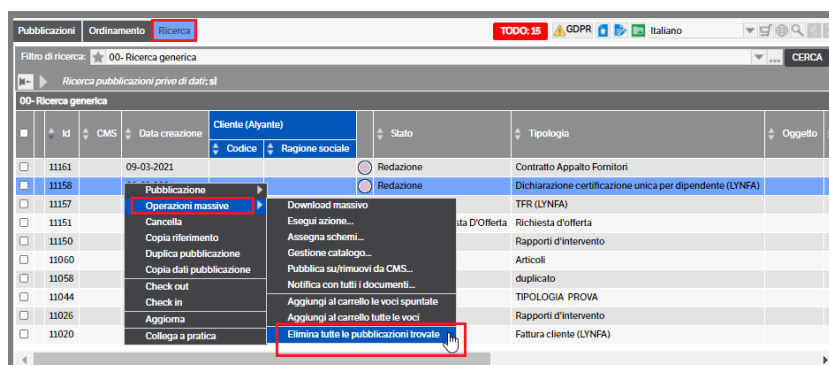 Pubblicazioni Ordinamento Ricerca TODO: 15 GDPR Italiano
Filtro di ricerca: 00- Ricerca generica ... CERCA
Ricerca pubblicazioni prive di dati: sì
00- Ricerca generica
Id CMS Data creazione Cliente (Alyante) Stato Tipologia Oggetto
Codice Ragione sociale
11161 09-03-2021 Redazione Contratto Appalto Fornitori
11158 Redazione Dichiarazione certificazione unica per dipendente (LYNFA)
11157 TFR (LYNFA)
11151 sta D'Offerta Richiesta d'offerta
11150 Rapporti d'intervento
11060 Articoli
11058 duplicato
11044 TIPOLOGIA PROVA
11026 Rapporti d'intervento
11020 Fattura cliente (LYNFA)
Pubblicazione
Operazioni massive
Cancella
Copia riferimento
Duplica pubblicazione
Copia dati pubblicazione
Check out
Check in
Aggiorna
Collega a pratica
Download massivo
Esegui azione...
Assegna schemi...
Gestione catalogo...
Pubblica su/rimuovi da CMS...
Notifica con tutti i documenti...
Aggiungi al carrello le voci spuntate
Aggiungi al carrello tutte le voci
Elimina tutte le pubblicazioni trovate